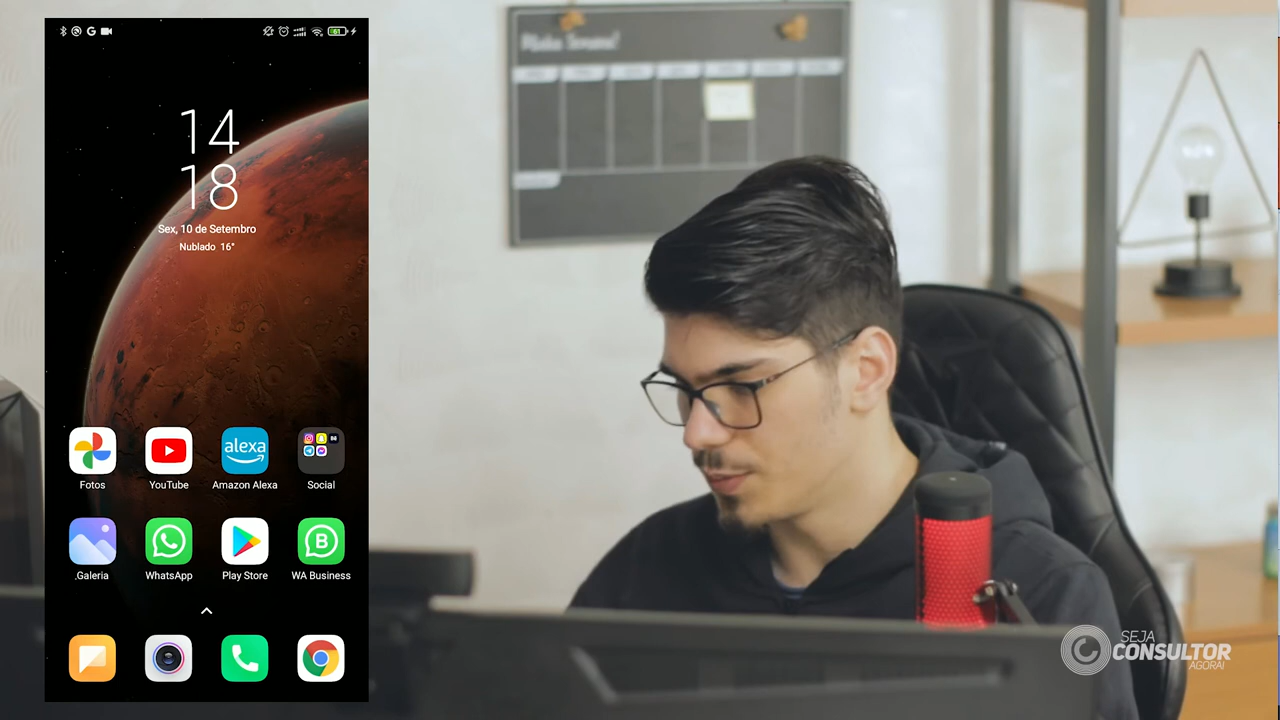 61
14
18
Sex, 10 de Setembro
Nublado 16°
alexa
Fotos
YouTube
Amazon Alexa
Social
.Galeria
WhatsApp
Play Store
WA Business
SEJA
CONSULTOR
AGORA!